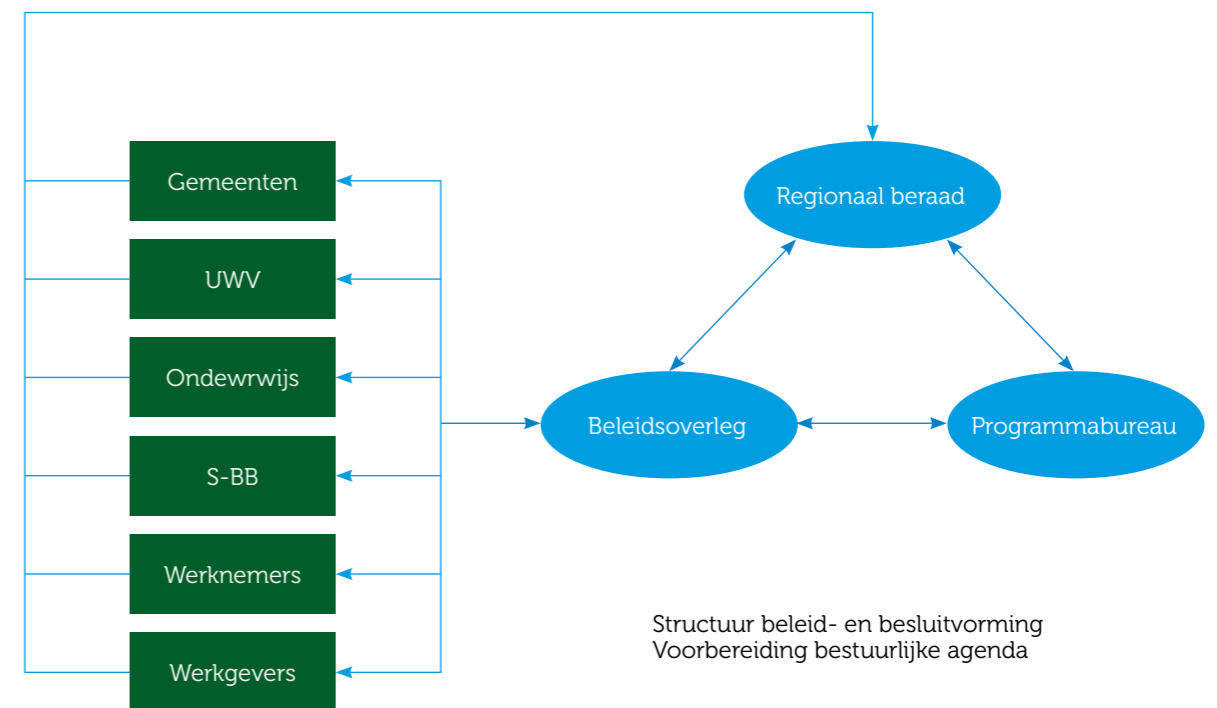 Gemeenten
UWV
Ondewrwijs
S-BB
Werknemers
Werkgevers
Regionaal beraad
Beleidsoverleg
Programmabureau
Structuur beleid- en besluitvorming
Voorbereiding bestuurlijke agenda